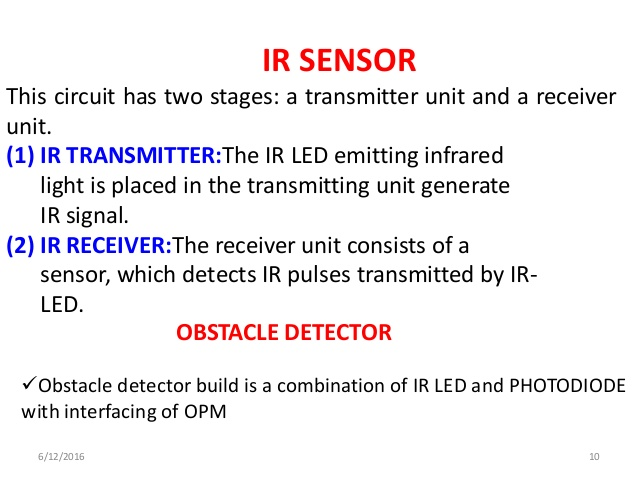 IR SENSOR
This circuit has two stages: a transmitter unit and a receiver
unit.
(1) IR TRANSMITTER:The IR LED emitting infrared
light is placed in the transmitting unit generate
IR signal.
(2) IR RECEIVER:The receiver unit consists of a
sensor, which detects IR pulses transmitted by IR-
LED.
OBSTACLE DETECTOR
✓Obstacle detector build is a combination of IR LED and PHOTODIODE
with interfacing of OPM
6/12/2016 10